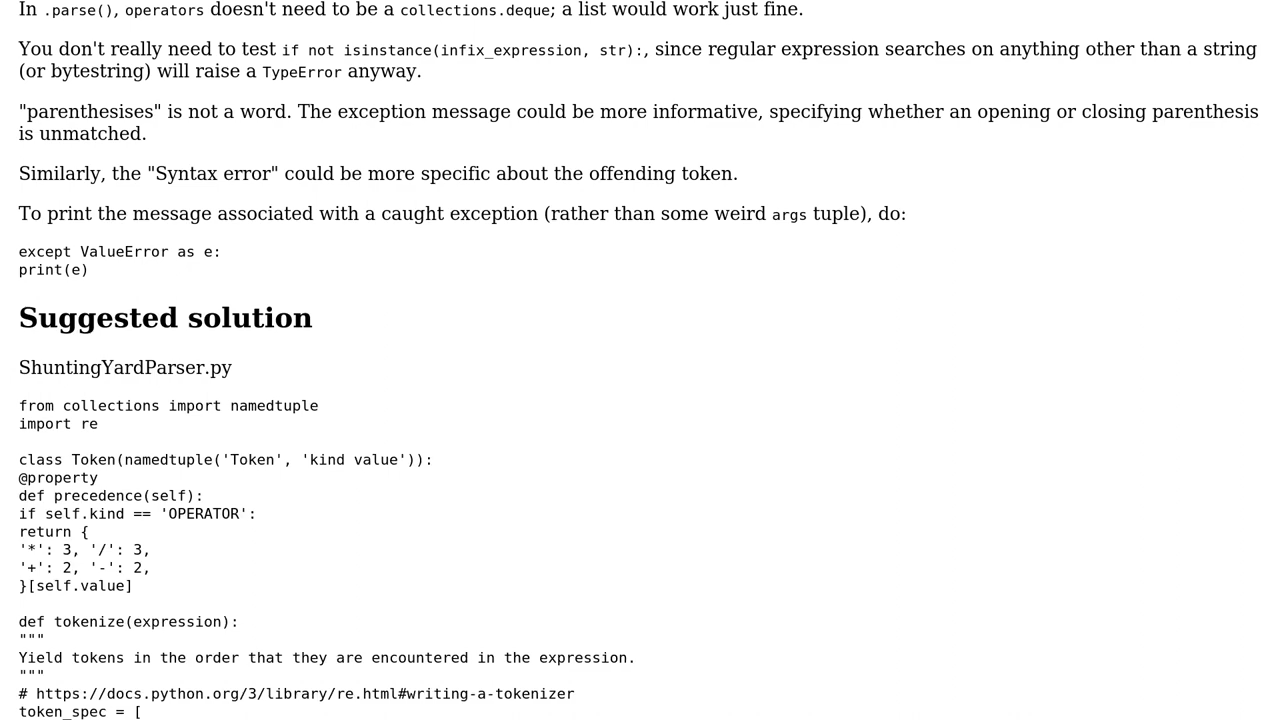 In .parse(), operators doesn't need to be a collections.deque; a list would work just fine.
You don't really need to test if not isinstance(infix_expression, str):, since regular expression searches on anything other than a string
(or bytestring) will raise a TypeError anyway.
"parenthesises" is not a word. The exception message could be more informative, specifying whether an opening or closing parenthesis
is unmatched.
Similarly, the "Syntax error" could be more specific about the offending token.
To print the message associated with a caught exception (rather than some weird args tuple), do:
except ValueError as e:
print(e)
Suggested solution
ShuntingYardParser.py
from collections import namedtuple
import re
class Token(namedtuple('Token', 'kind value')):
@property
def precedence(self):
if self.kind == 'OPERATOR':
return {
'*': 3, '/': 3,
'+': 2, '-': 2,
}[self.value]
def tokenize(expression):
"""
Yield tokens in the order that they are encountered in the expression.
"""
# https://docs.python.org/3/library/re.html#writing-a-tokenizer
token_spec = [